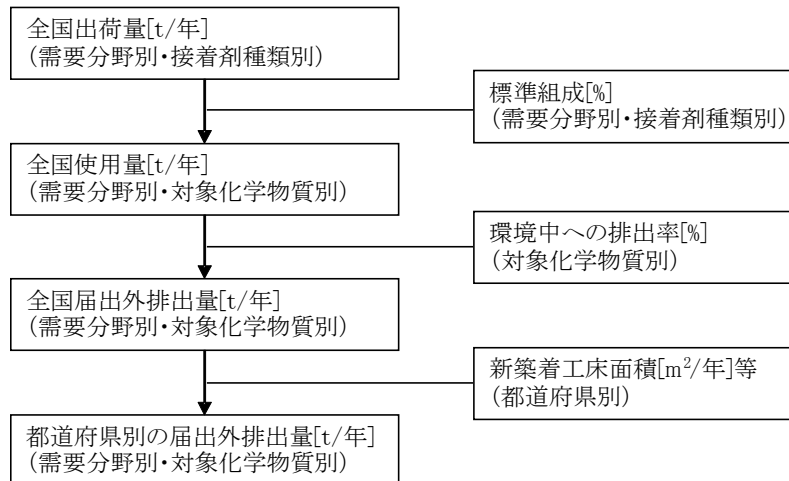 全国出荷量[t/年]
(需要分野別・接着剤種類別)
標準組成[%]
(需要分野別・接着剤種類別)
全国使用量[t/年]
(需要分野別・対象化学物質別)
環境中への排出率[%]
(対象化学物質別)
全国届出外排出量[t/年]
(需要分野別・対象化学物質別)
新築着工床面積[m²/年]等
(都道府県別)
都道府県別の届出外排出量[t/年]
(需要分野別・対象化学物質別)